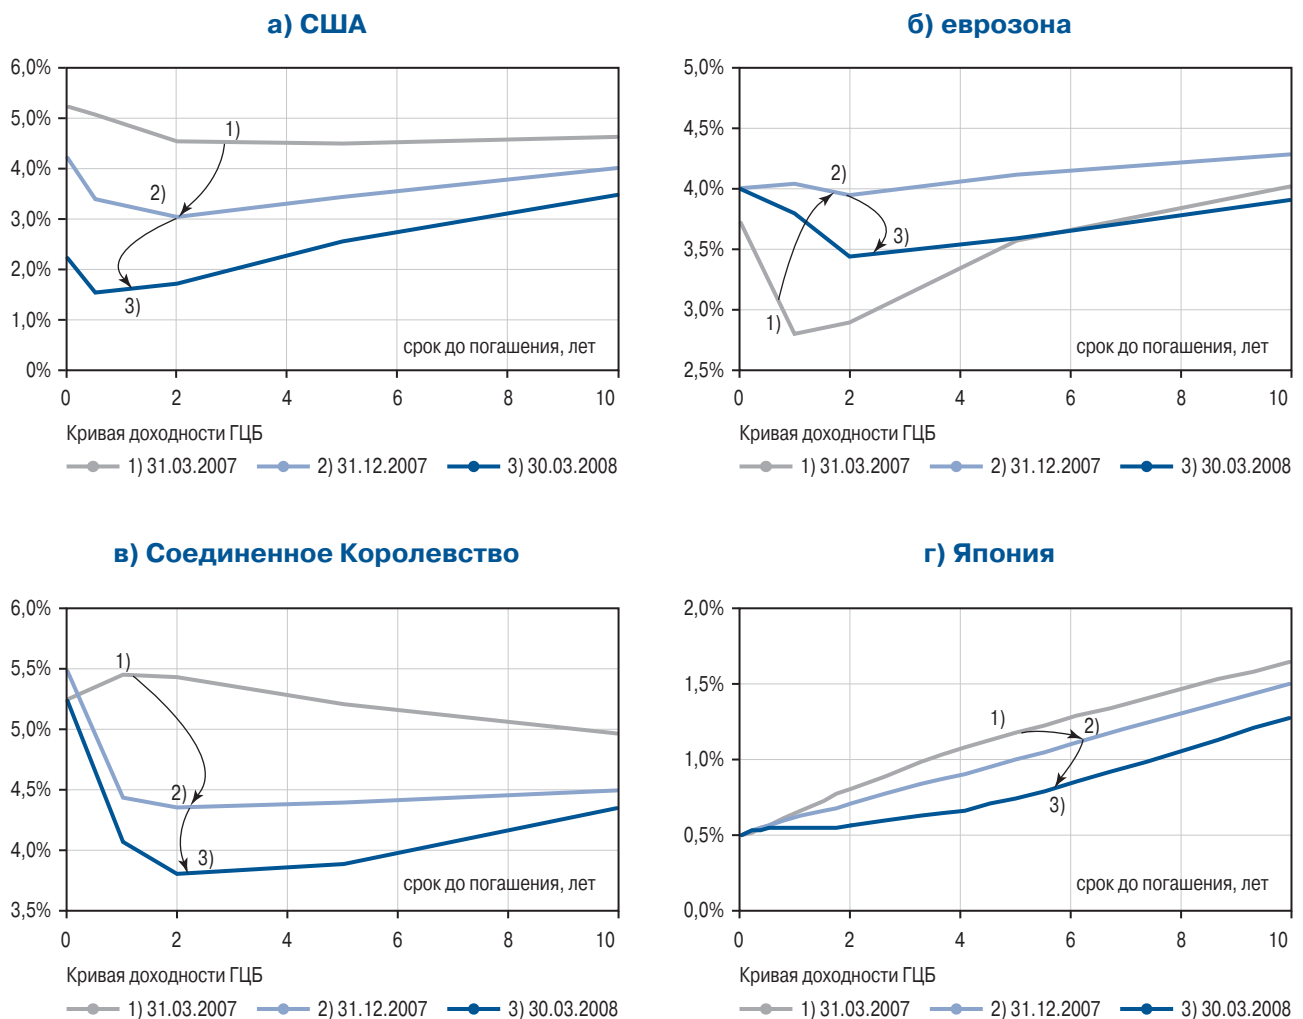 а) США
6,0%
5,0%
4,0%
3,0%
2,0%
1,0%
0%
1)
2)
3)
срок до погашения, лет
0 2 4 6 8 10
Кривая доходности ГЦБ
1) 31.03.2007 2) 31.12.2007 3) 30.03.2008
б) еврозона
5,0%
4,5%
4,0%
3,5%
3,0%
2,5%
2)
3)
1)
срок до погашения, лет
0 2 4 6 8 10
Кривая доходности ГЦБ
1) 31.03.2007 2) 31.12.2007 3) 30.03.2008
в) Соединенное Королевство
6,0%
5,5%
5,0%
4,5%
4,0%
3,5%
1)
2)
3)
срок до погашения, лет
0 2 4 6 8 10
Кривая доходности ГЦБ
1) 31.03.2007 2) 31.12.2007 3) 30.03.2008
г) Япония
2,0%
1,5%
1,0%
0,5%
0,0%
1)
2)
3)
срок до погашения, лет
0 2 4 6 8 10
Кривая доходности ГЦБ
1) 31.03.2007 2) 31.12.2007 3) 30.03.2008